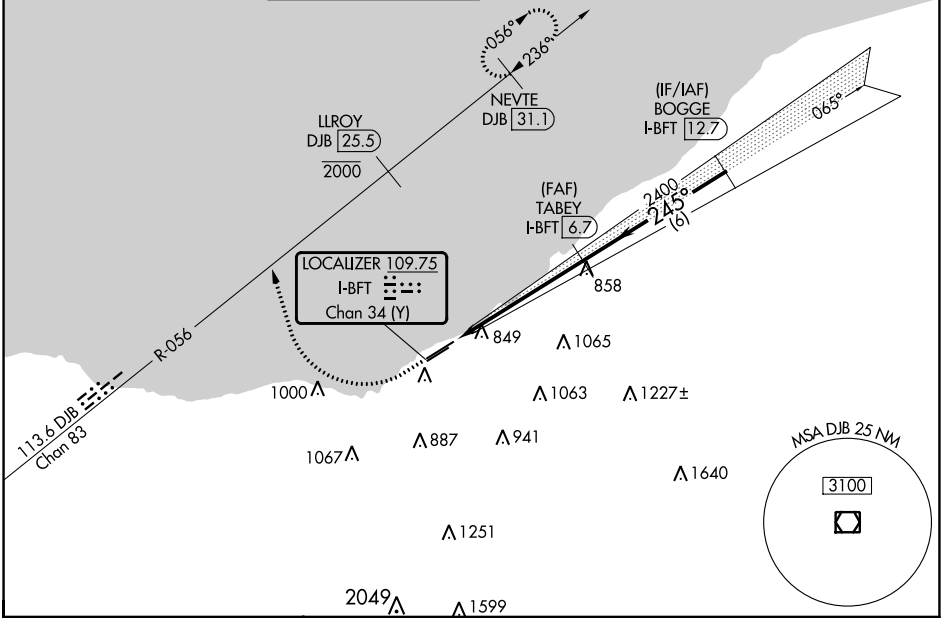 056°
236°
NEVTE
DJB 31.1
LLROY
DJB 25.5
2000
(IF/IAF)
BOGGE
I-BFT 12.7
065°
(FAF)
TABEY
I-BFT 6.7
2400
245°
(6)
LOCALIZER 109.75
I-BFT
Chan 34 (Y)
858
849
1065
R-056
113.6 DJB
Chan 83
1000
1063
1227±
1067
887
941
1640
MSA DJB 25 NM
3100
1251
2049
1599